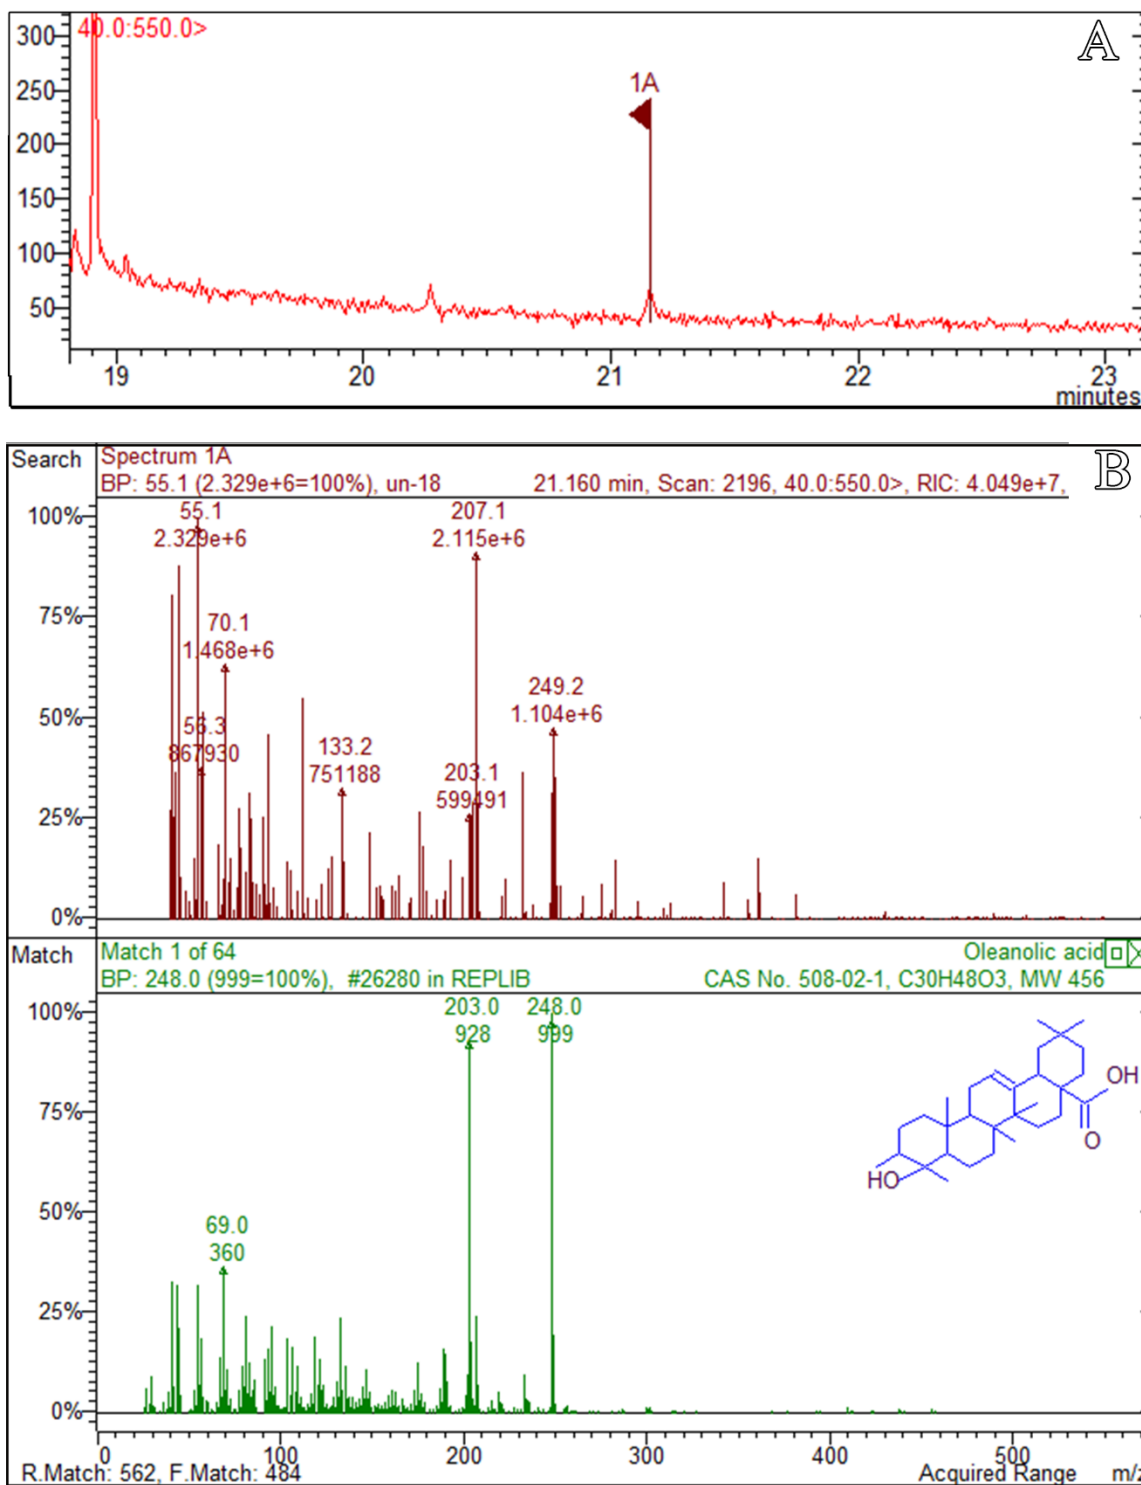 40.0:550.0>
A
300
250
200
150
100
50
1A
19 20 21 22 23
minutes
Search
Spectrum 1A
B
BP: 55.1 (2.329e+6=100%), un-18 21.160 min, Scan: 2196, 40.0:550.0>, RIC: 4.049e+7,
100%
75%
50%
25%
0%
55.1
2.329e+6
207.1
2.115e+6
70.1
1.468e+6
249.2
1.104e+6
56.3
867930
133.2
751188
203.1
599491
Match
Match 1 of 64 Oleanolic acid
BP: 248.0 (999=100%), #26280 in REPLIB CAS No. 508-02-1, C30H48O3, MW 456
100%
75%
50%
25%
0%
203.0
928
248.0
999
69.0
360
OH
O
HO
0 100 200 300 400 500
R.Match: 562, F.Match: 484 Acquired Range m/z